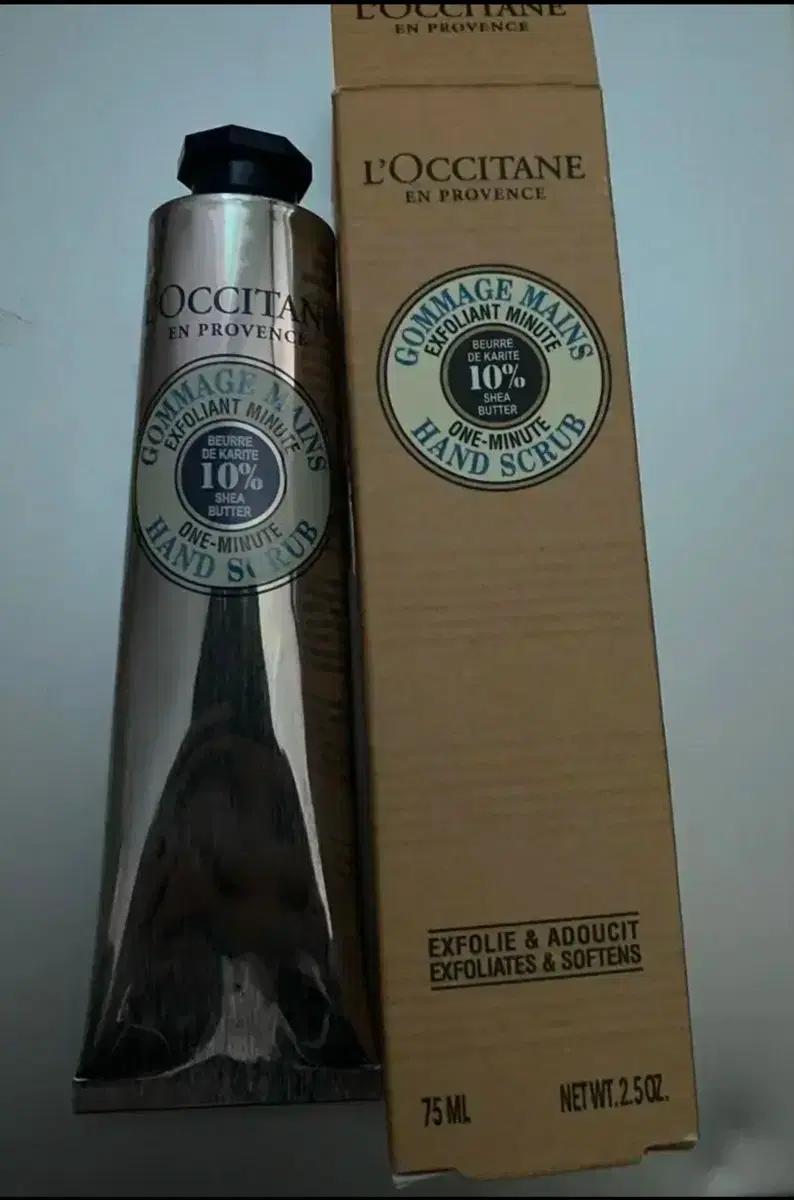 L'OCCITAN
EN PROVENCE
GOMMAGE MAINS
EXFOLIANT MINUTE
BEURRE
DE KARITE
10%
SHEA
BUTTER
ONE-MINUTE
HAND SCRUB
L'OCCITANE
EN PROVENCE
L'OCCITANE
EN PROVENCE
GOMMAGE MAINS
EXFOLIANT MINUTE
BEURRE
DE KARITE
10%
SHEA
BUTTER
ONE-MINUTE
HAND SCRUB
EXFOLIE & ADOUCIT
EXFOLIATES & SOFTENS
75 ML
NET WT. 2.5 OZ.